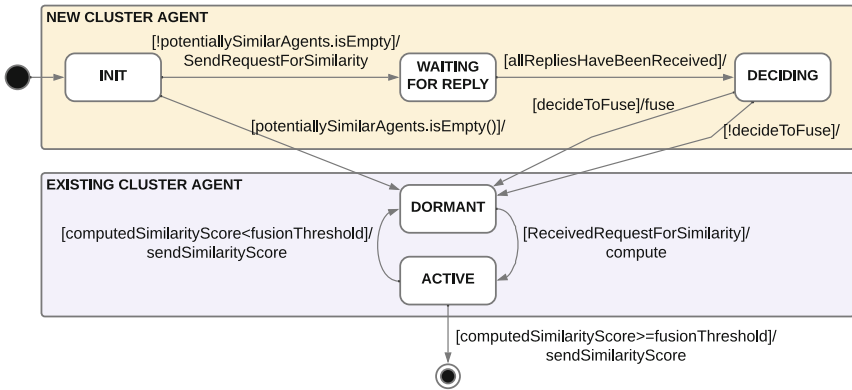 NEW CLUSTER AGENT
[!potentiallySimilarAgents.isEmpty]/
SendRequestForSimilarity
INIT
WAITING
FOR REPLY
[allRepliesHaveBeenReceived]/
DECIDING
[decideToFuse]/fuse
[potentiallySimilarAgents.isEmpty()]/
[!decideToFuse]/
EXISTING CLUSTER AGENT
DORMANT
[computedSimilarityScore<fusionThreshold]/
sendSimilarityScore
[ReceivedRequestForSimilarity]/
compute
ACTIVE
[computedSimilarityScore>=fusionThreshold]/
sendSimilarityScore